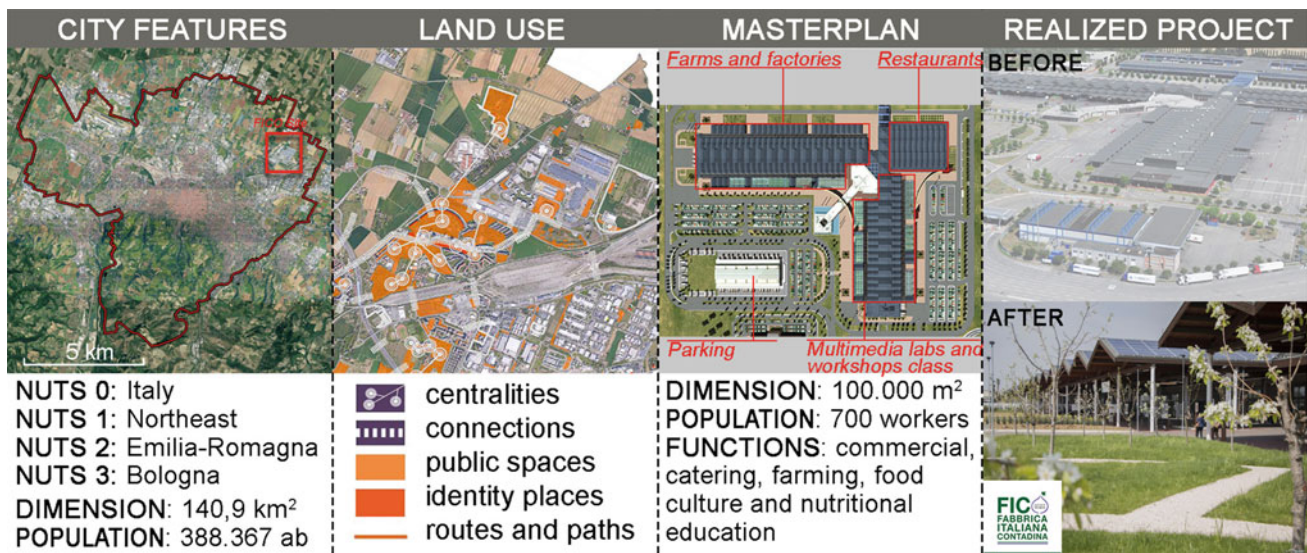 CITY FEATURES
LAND USE
MASTERPLAN
REALIZED PROJECT
5 km
NUTS 0: Italy
NUTS 1: Northeast
NUTS 2: Emilia-Romagna
NUTS 3: Bologna
DIMENSION: 140,9 km²
POPULATION: 388.367 ab
centralities
connections
public spaces
identity places
routes and paths
Farms and factories
Restaurants
Parking
Multimedia labs and
workshops class
DIMENSION: 100.000 m²
POPULATION: 700 workers
FUNCTIONS: commercial,
catering, farming, food
culture and nutritional
education
BEFORE
AFTER
FICO
FABBRICA
ITALIANA
CONTADINA